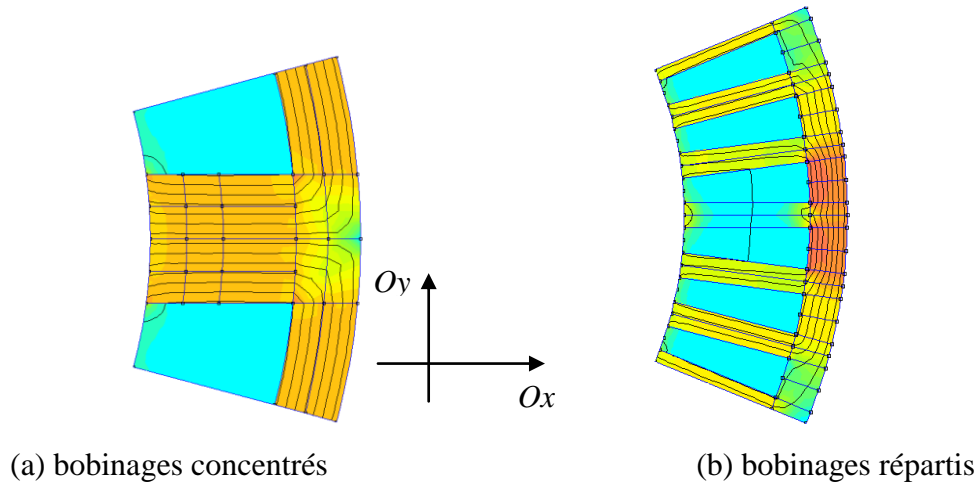 Oy
Ox
(a) bobinages concentrés
(b) bobinages répartis